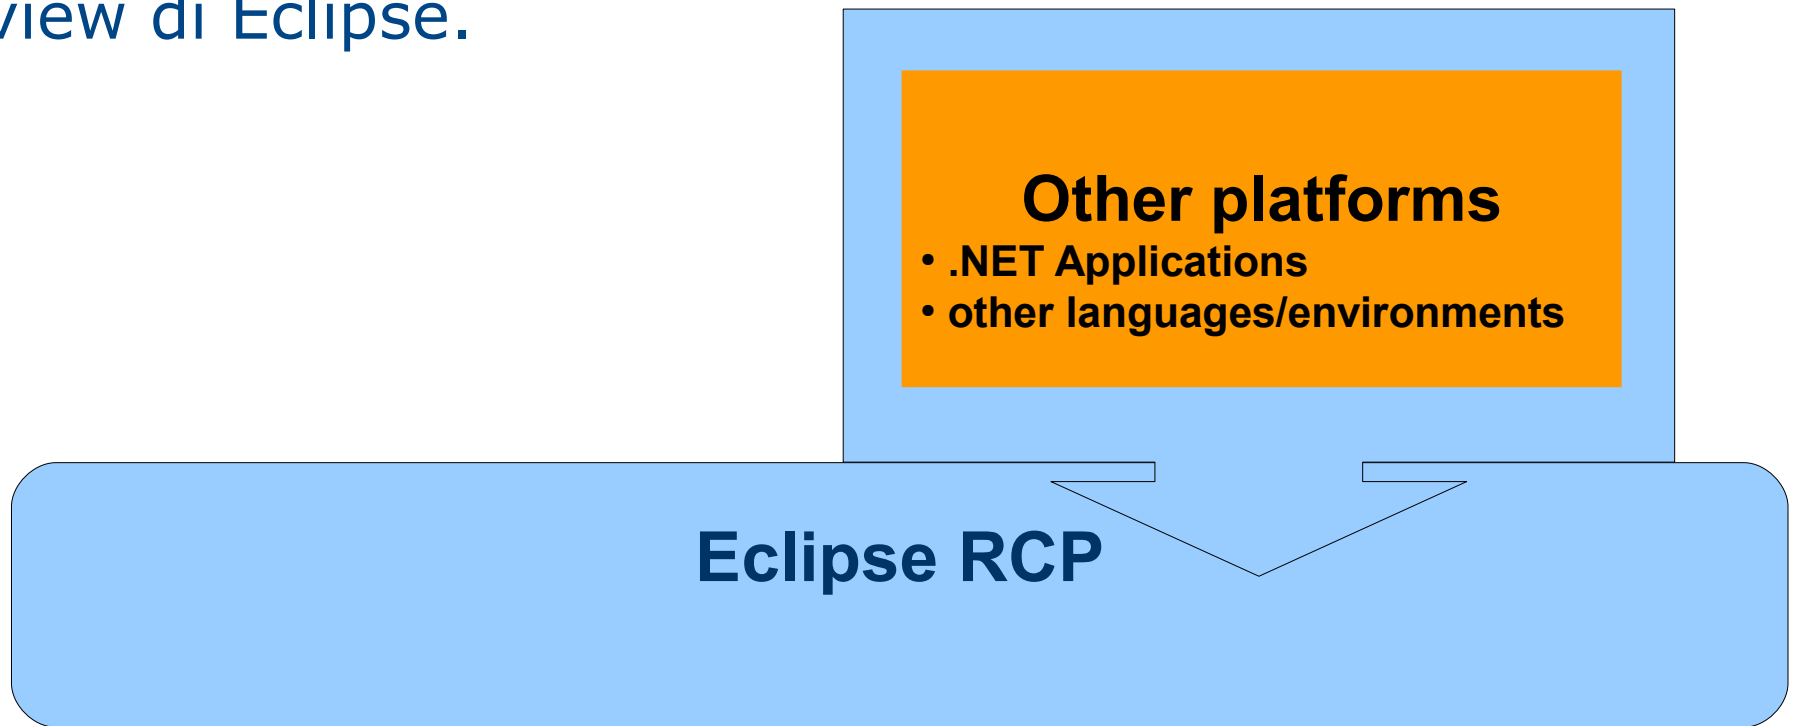 view di Eclipse.
Other platforms
• .NET Applications
• other languages/environments
Eclipse RCP